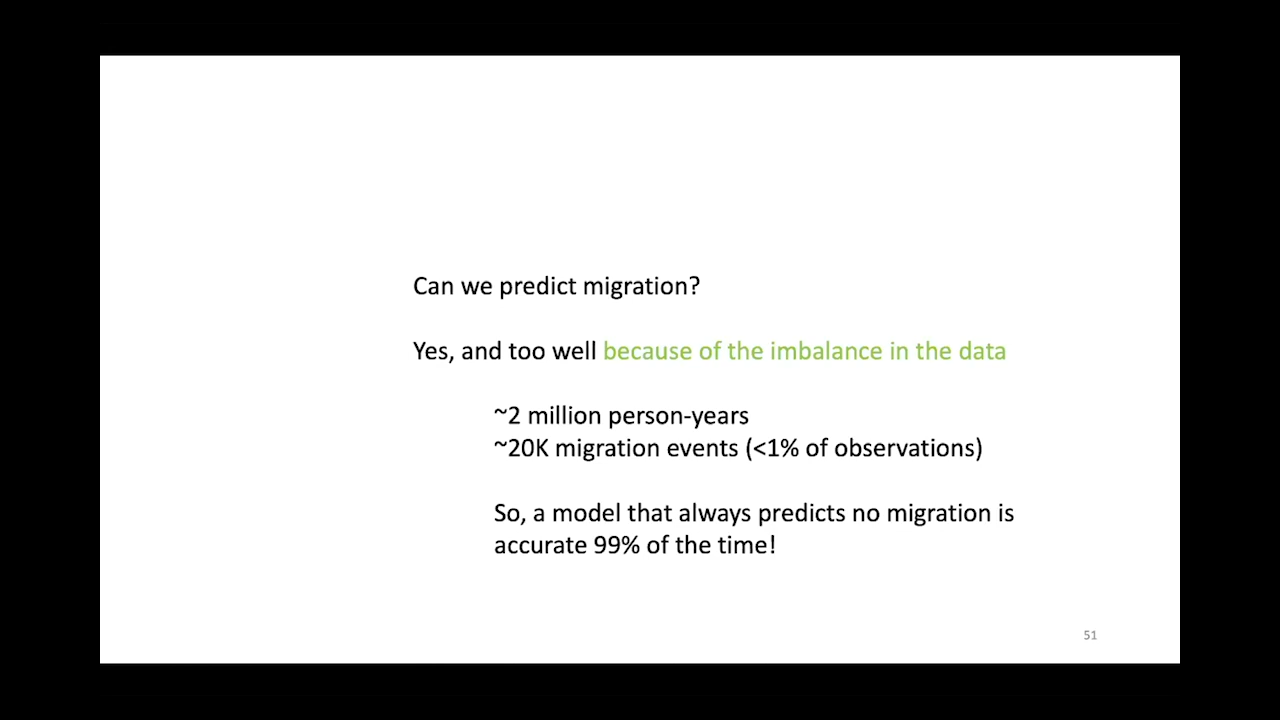 Can we predict migration?
Yes, and too well because of the imbalance in the data
~2 million person-years
~20K migration events (<1% of observations)
So, a model that always predicts no migration is
accurate 99% of the time!
51